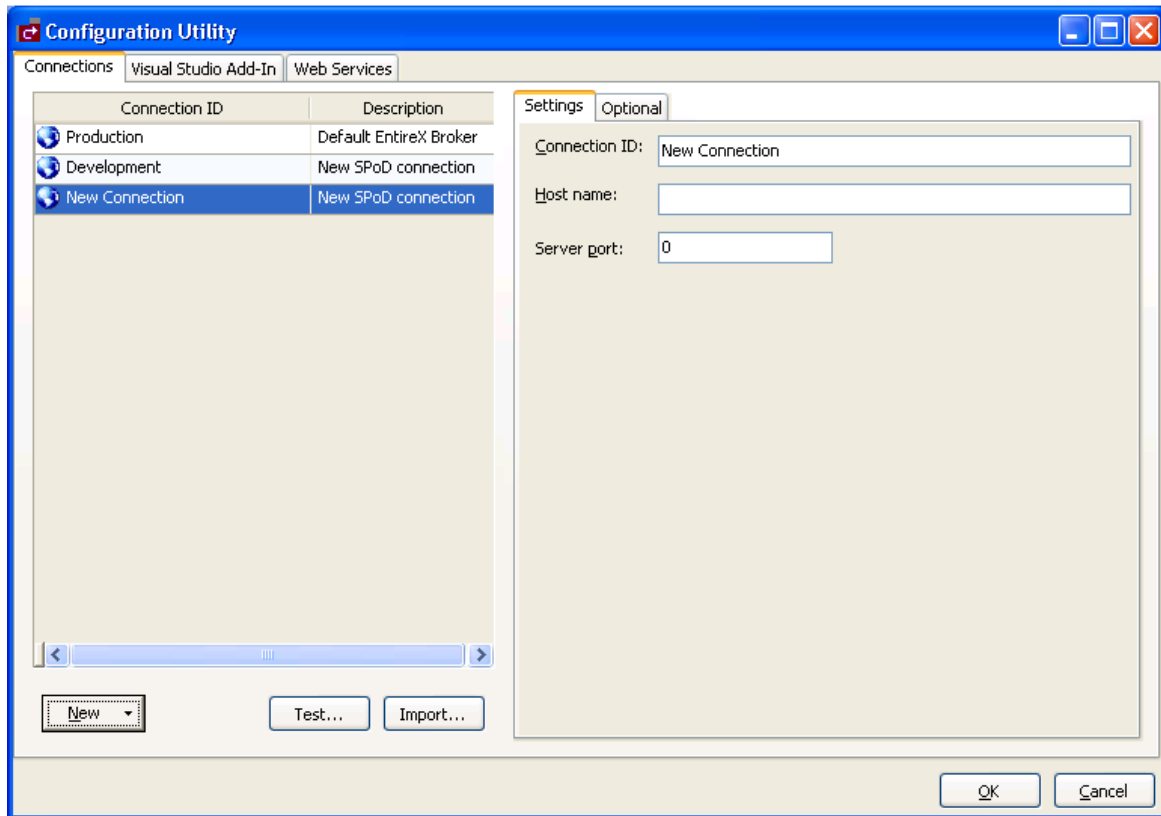 Configuration Utility
Connections Visual Studio Add-In Web Services
Connection ID Description
Production Default EntireX Broker
Development New SPoD connection
New Connection New SPoD connection
New Test... Import...
Settings Optional
Connection ID: New Connection
Host name:
Server port: 0
OK Cancel